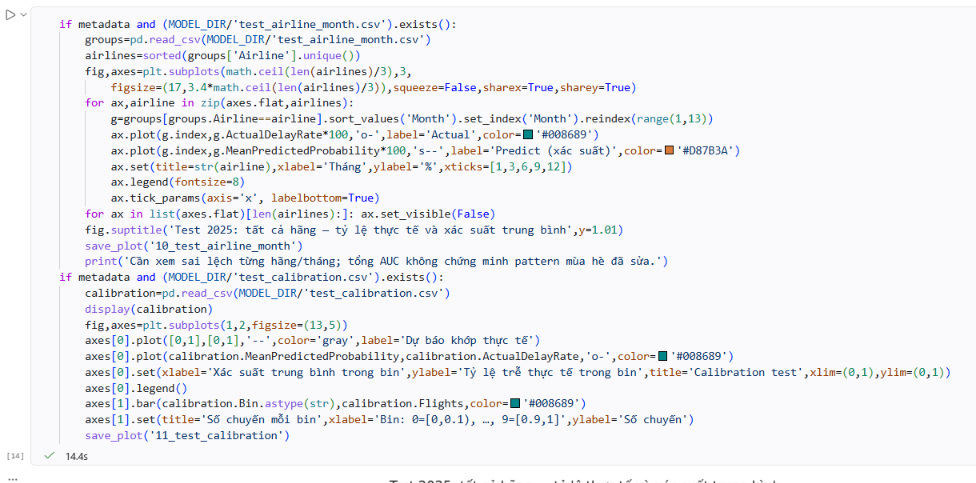 if metadata and (MODEL_DIR/'test_airline_month.csv').exists():
groups=pd.read_csv(MODEL_DIR/'test_airline_month.csv')
airlines=sorted(groups['Airline'].unique())
fig,axes=plt.subplots(math.ceil(len(airlines)/3),3,
figsize=(17,3.4*math.ceil(len(airlines)/3)),squeeze=False,sharex=True,sharey=True)
for ax,airline in zip(axes.flat,airlines):
g=groups[groups.Airline==airline].sort_values('Month').set_index('Month').reindex(range(1,13))
ax.plot(g.index,g.ActualDelayRate*100,'o-',label='Actual',color='#008689')
ax.plot(g.index,g.MeanPredictedProbability*100,'s--',label='Predict (xác suất)',color='#D87B3A')
ax.set(title=str(airline),xlabel='Tháng',ylabel='%',xticks=[1,3,6,9,12])
ax.legend(fontsize=8)
ax.tick_params(axis='x', labelbottom=True)
for ax in list(axes.flat)[len(airlines):]: ax.set_visible(False)
fig.suptitle('Test 2025: tất cả hãng — tỷ lệ thực tế và xác suất trung bình',y=1.01)
save_plot('10_test_airline_month')
print('Cần xem sai lệch từng hãng/tháng; tổng AUC không chứng minh pattern mùa hè đã sửa.')
if metadata and (MODEL_DIR/'test_calibration.csv').exists():
calibration=pd.read_csv(MODEL_DIR/'test_calibration.csv')
display(calibration)
fig,axes=plt.subplots(1,2,figsize=(13,5))
axes[0].plot([0,1],[0,1],'--',color='gray',label='Dự báo khớp thực tế')
axes[0].plot(calibration.MeanPredictedProbability,calibration.ActualDelayRate,'o-',color='#008689')
axes[0].set(xlabel='Xác suất trung bình trong bin',ylabel='Tỷ lệ trễ thực tế trong bin',title='Calibration test',xlim=(0,1),ylim=(0,1))
axes[0].legend()
axes[1].bar(calibration.Bin.astype(str),calibration.Flights,color='#008689')
axes[1].set(title='Số chuyến mỗi bin',xlabel='Bin: 0=[0,0.1), …, 9=[0.9,1]',ylabel='Số chuyến')
save_plot('11_test_calibration')
[14]
14.4s
...